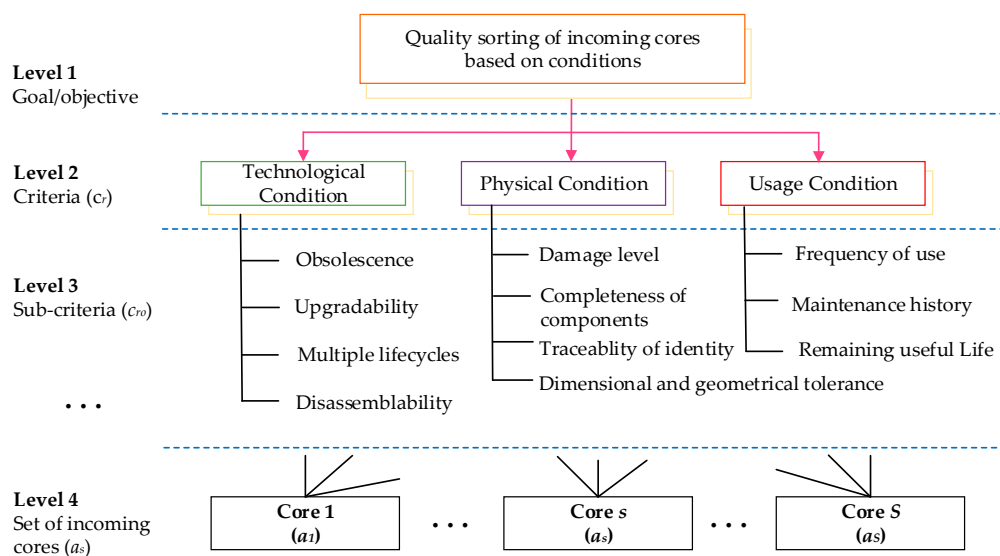 Quality sorting of incoming cores
based on conditions
Level 1
Goal/objective
Level 2
Criteria (cr)
Technological
Condition
Physical Condition
Usage Condition
Level 3
Sub-criteria (cro)
Obsolescence
Upgradability
Multiple lifecycles
Disassemblability
Damage level
Completeness of
components
Traceablity of identity
Dimensional and geometrical tolerance
Frequency of use
Maintenance history
Remaining useful Life
. . .
Level 4
Set of incoming
cores (as)
Core 1
(a1)
. . .
Core s
(as)
. . .
Core S
(aS)